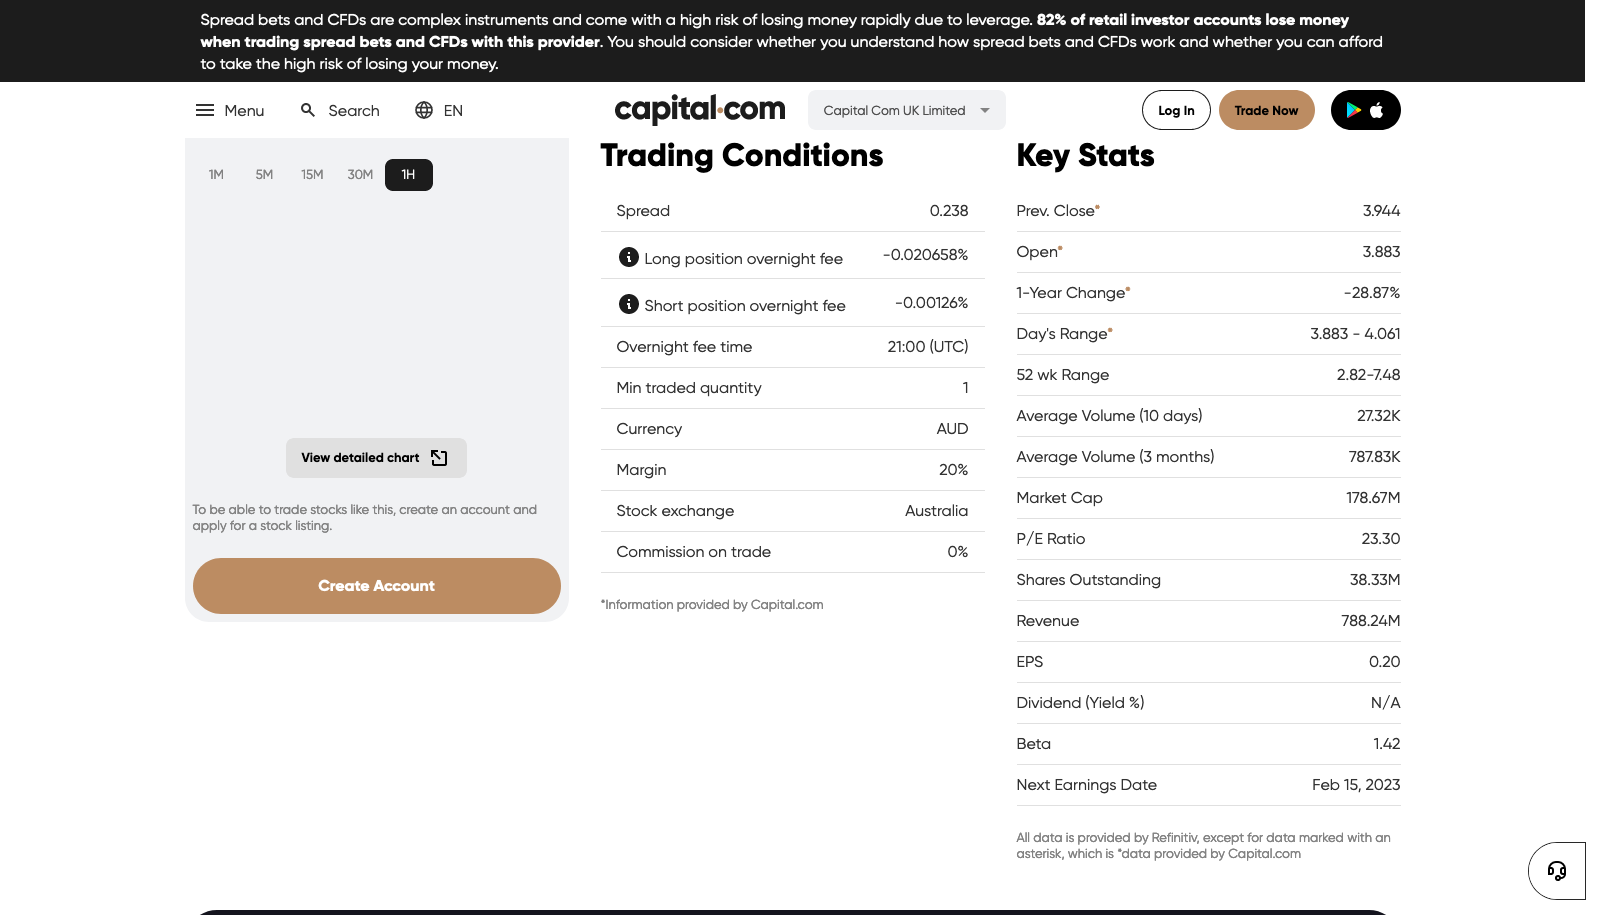 Spread bets and CFDs are complex instruments and come with a high risk of losing money rapidly due to leverage. 82% of retail investor accounts lose money
when trading spread bets and CFDs with this provider. You should consider whether you understand how spread bets and CFDs work and whether you can afford
to take the high risk of losing your money.
Menu Search EN capital.com Capital Com UK Limited Log In Trade Now
1M 5M 15M 30M 1H
View detailed chart
To be able to trade stocks like this, create an account and
apply for a stock listing.
Create Account
Trading Conditions
Spread 0.238
Long position overnight fee -0.020658%
Short position overnight fee -0.00126%
Overnight fee time 21:00 (UTC)
Min traded quantity 1
Currency AUD
Margin 20%
Stock exchange Australia
Commission on trade 0%
*Information provided by Capital.com
Key Stats
Prev. Close* 3.944
Open* 3.883
1-Year Change* -28.87%
Day's Range* 3.883 - 4.061
52 wk Range 2.82-7.48
Average Volume (10 days) 27.32K
Average Volume (3 months) 787.83K
Market Cap 178.67M
P/E Ratio 23.30
Shares Outstanding 38.33M
Revenue 788.24M
EPS 0.20
Dividend (Yield %) N/A
Beta 1.42
Next Earnings Date Feb 15, 2023
All data is provided by Refinitiv, except for data marked with an
asterisk, which is *data provided by Capital.com